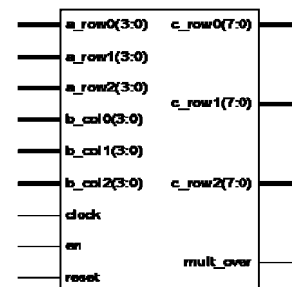 a_row0(3:0) c_row0(7:0)
a_row1(3:0)
a_row2(3:0)
b_col0(3:0) c_row1(7:0)
b_col1(3:0)
b_col2(3:0) c_row2(7:0)
clock
en
reset mult_over